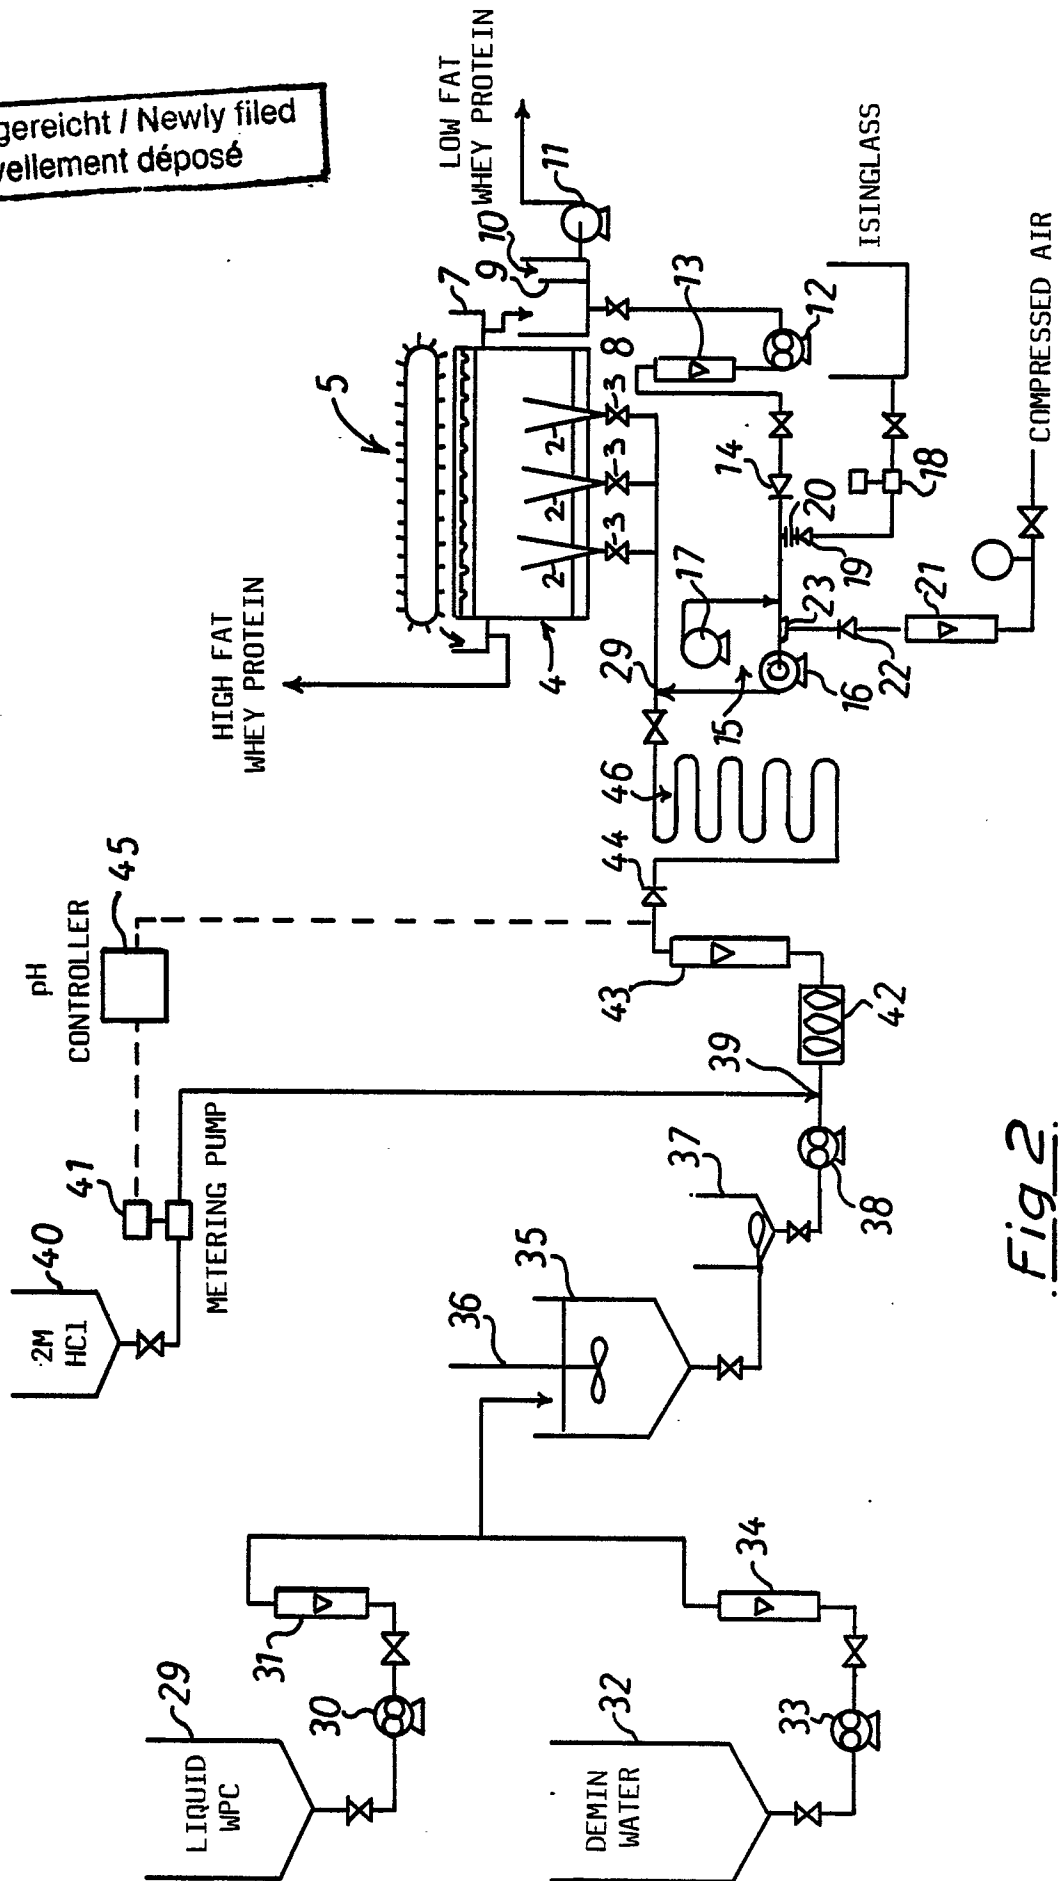 gereicht / Newly filed
vellement déposé
LOW FAT
WHEY PROTEIN
HIGH FAT
WHEY PROTEIN
ISINGLASS
COMPRESSED AIR
pH
CONTROLLER
METERING PUMP
2M
HCl
LIQUID
WPC
DEMIN
WATER
5
7
9
10
11
2
2
2
3
3
3
8
4
13
12
14
17
20
18
19
23
21
22
16
15
29
46
44
45
43
42
39
41
40
37
38
35
36
34
31
30
29
32
33
Fig 2.